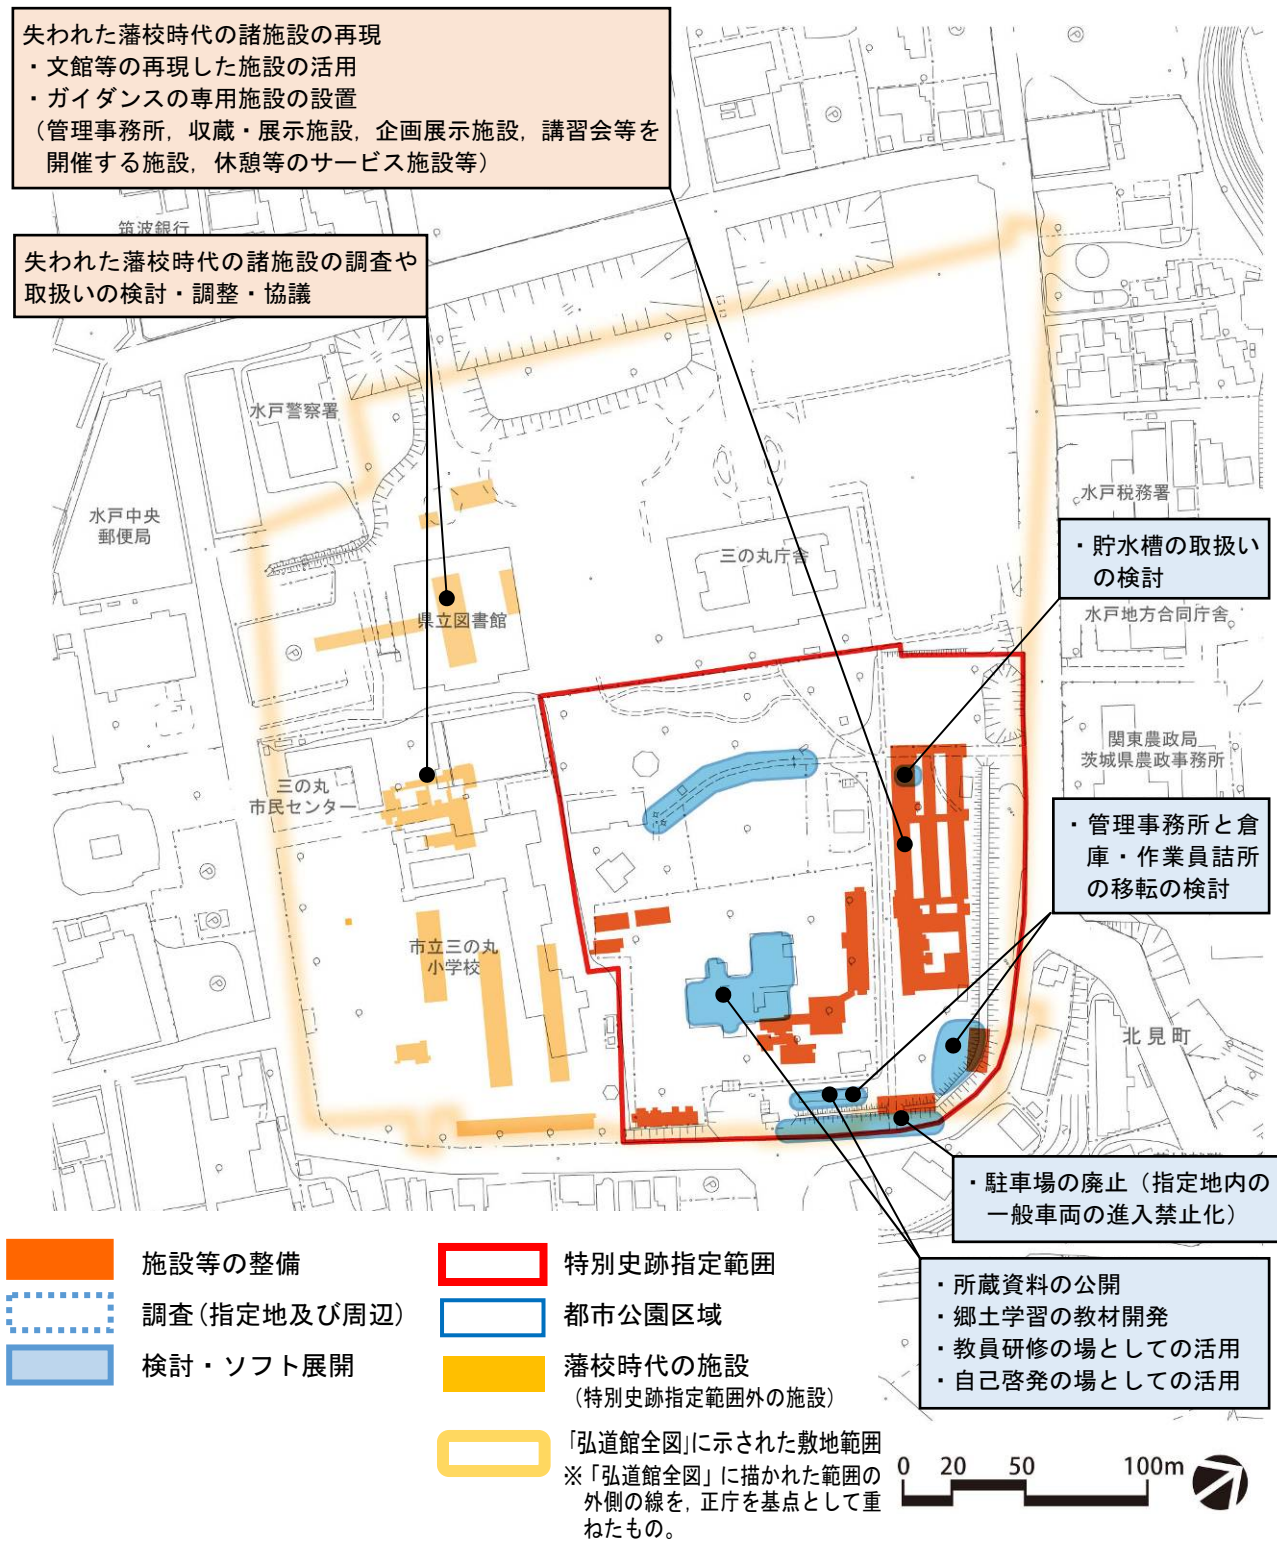 失われた藩校時代の諸施設の再現
・文館等の再現した施設の活用
・ガイダンスの専用施設の設置
（管理事務所，収蔵・展示施設，企画展示施設，講習会等を
開催する施設，休憩等のサービス施設等）
筑波銀行
失われた藩校時代の諸施設の調査や
取扱いの検討・調整・協議
水戸警察署
水戸中央
郵便局
水戸税務署
三の丸庁舎
・貯水槽の取扱い
の検討
県立図書館
水戸地方合同庁舎
関東農政局
茨城県農政事務所
三の丸
市民センター
・管理事務所と倉
庫・作業員詰所
の移転の検討
市立三の丸
小学校
北見町
・駐車場の廃止（指定地内の
一般車両の進入禁止化）
・所蔵資料の公開
・郷土学習の教材開発
・教員研修の場としての活用
・自己啓発の場としての活用
施設等の整備
調査（指定地及び周辺）
検討・ソフト展開
特別史跡指定範囲
都市公園区域
藩校時代の施設
（特別史跡指定範囲外の施設）
「弘道館全図」に示された敷地範囲
※「弘道館全図」に描かれた範囲の
外側の線を，正庁を基点として重
ねたもの。
0 20 50 100m